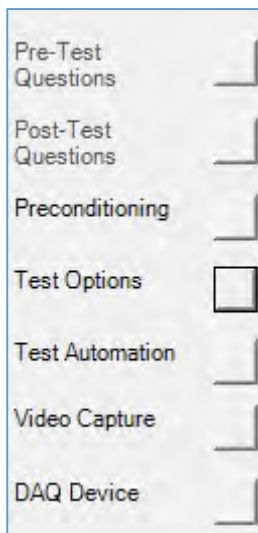 Pre-Test
Questions
Post-Test
Questions
Preconditioning
Test Options
Test Automation
Video Capture
DAQ Device